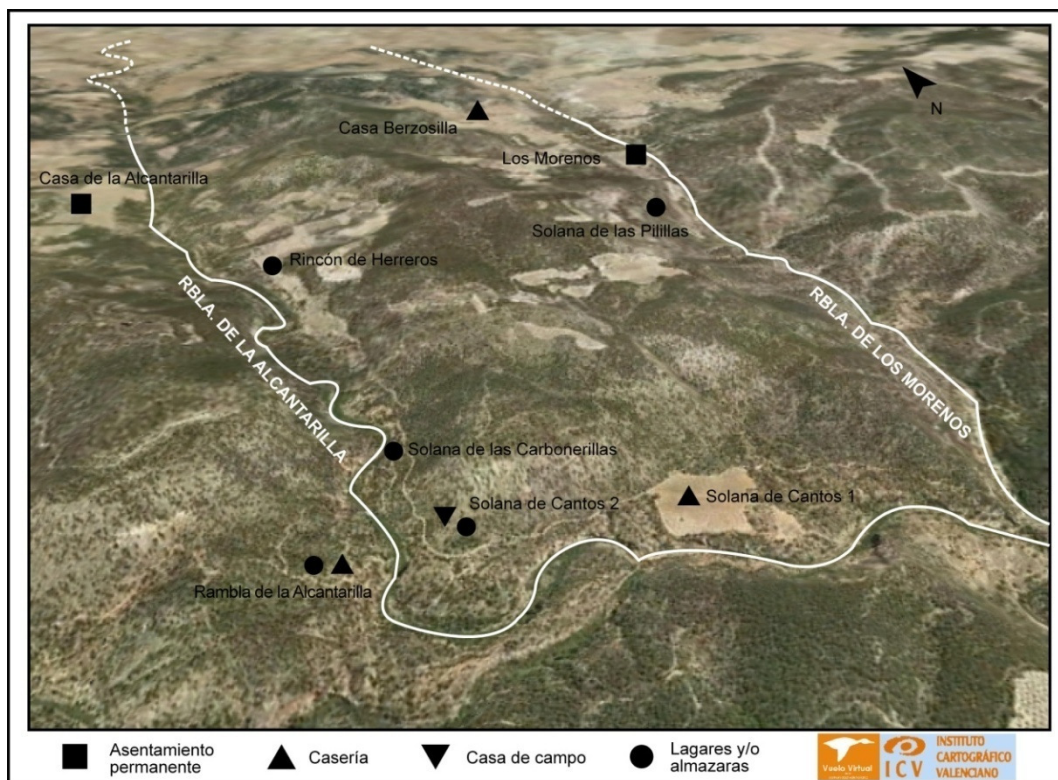 N
Casa Berzosilla
Los Morenos
Casa de la Alcantarilla
Solana de las Pilillas
Rincón de Herreros
RBLA. DE LA ALCANTARILLA
RBLA. DE LOS MORENOS
Solana de las Carbonerillas
Solana de Cantos 2
Solana de Cantos 1
Rambla de la Alcantarilla
Asentamiento
permanente
Casería
Casa de campo
Lagares y/o
almazaras
Vuelo Virtual
ICV
INSTITUTO
CARTOGRÁFICO
VALENCIANO